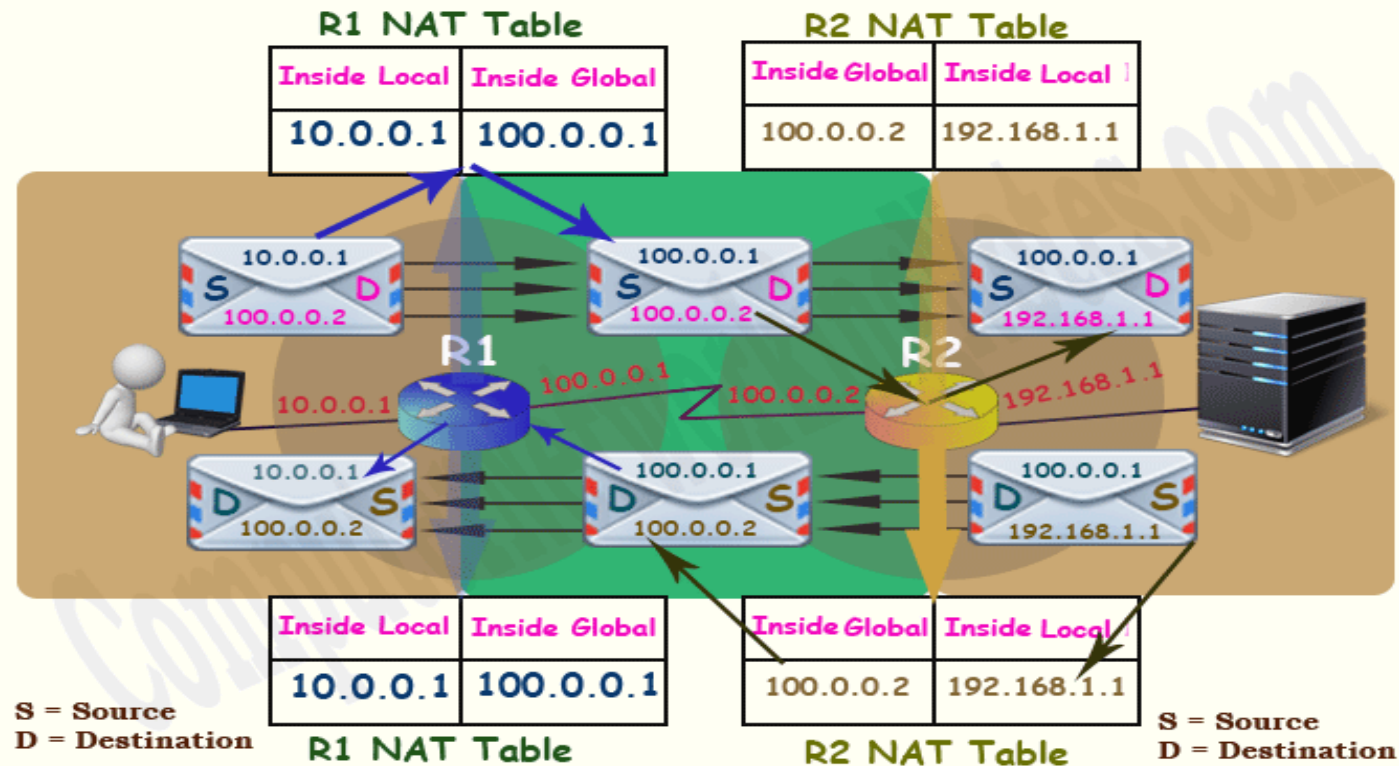 R1 NAT Table
R2 NAT Table
Inside Local Inside Global
Inside Global Inside Local
10.0.0.1 100.0.0.1
100.0.0.2 192.168.1.1
10.0.0.1
S D
100.0.0.2
100.0.0.1
S D
100.0.0.2
100.0.0.1
S D
192.168.1.1
R1
R2
10.0.0.1
100.0.0.1
100.0.0.2
192.168.1.1
10.0.0.1
D S
100.0.0.2
100.0.0.1
D S
100.0.0.2
100.0.0.1
D S
192.168.1.1
Inside Local Inside Global
Inside Global Inside Local
10.0.0.1 100.0.0.1
100.0.0.2 192.168.1.1
R1 NAT Table
R2 NAT Table
S = Source
D = Destination
S = Source
D = Destination